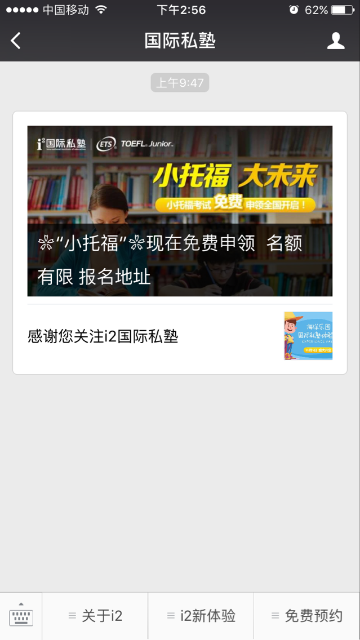 中国移动
下午2:56
62%
国际私塾
上午9:47
i2国际私塾
ETS
TOEFL Junior
小托福 大未来
小托福考试 免费 申领全国开启!
❊“小托福”❊现在免费申领 名额
有限 报名地址
感谢您关注i2国际私塾
关于i2
i2新体验
免费预约